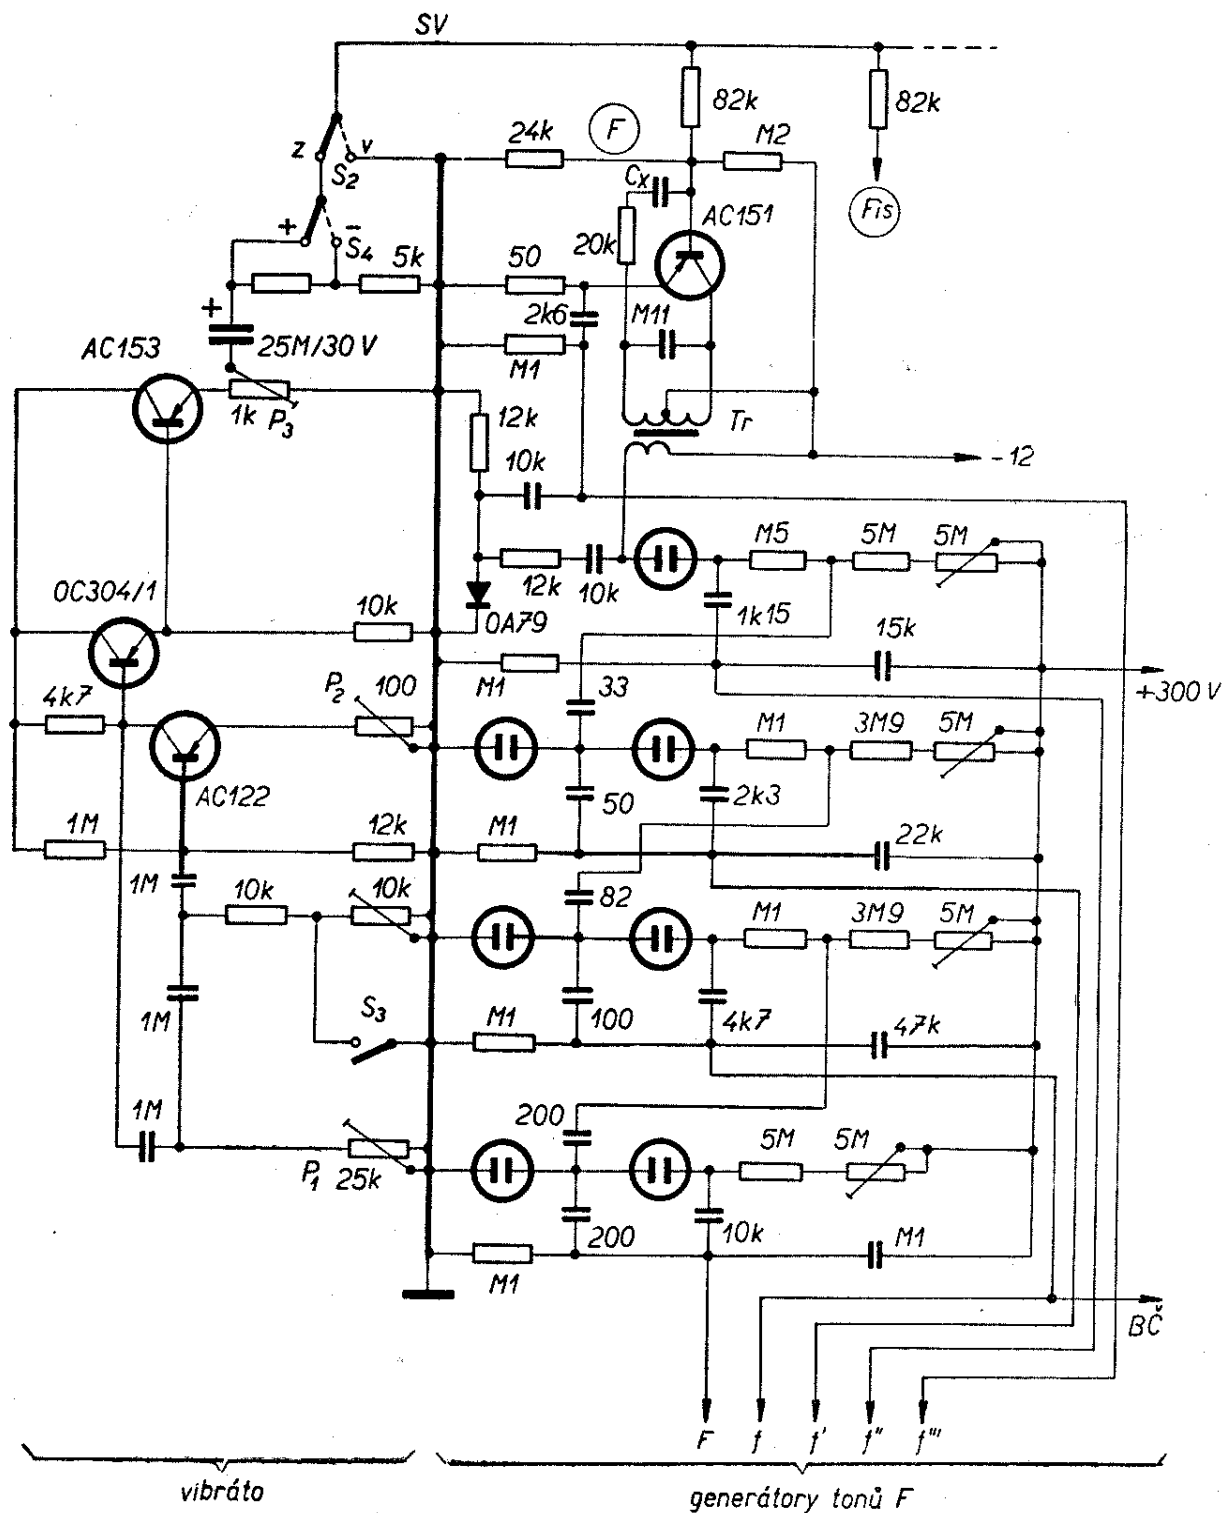 SV
82k
82k
F
24k
M2
z
v
S2
Cx
AC151
Fis
+
-
S4
20k
5k
50
+
2k6
M11
25M/30 V
M1
AC153
1k
P3
12k
Tr
10k
-12
M5
5M
5M
12k
10k
OC304/1
10k
OA79
1k15
15k
+300 V
M1
33
4k7
P2
100
M1
3M9
5M
AC122
50
2k3
1M
12k
M1
22k
1M
10k
10k
82
M1
3M9
5M
1M
S3
M1
100
4k7
47k
1M
200
5M
5M
P1
25k
200
10k
M1
M1
BČ
F
f
f'
f"
f"'
vibráto
generátory tonů F